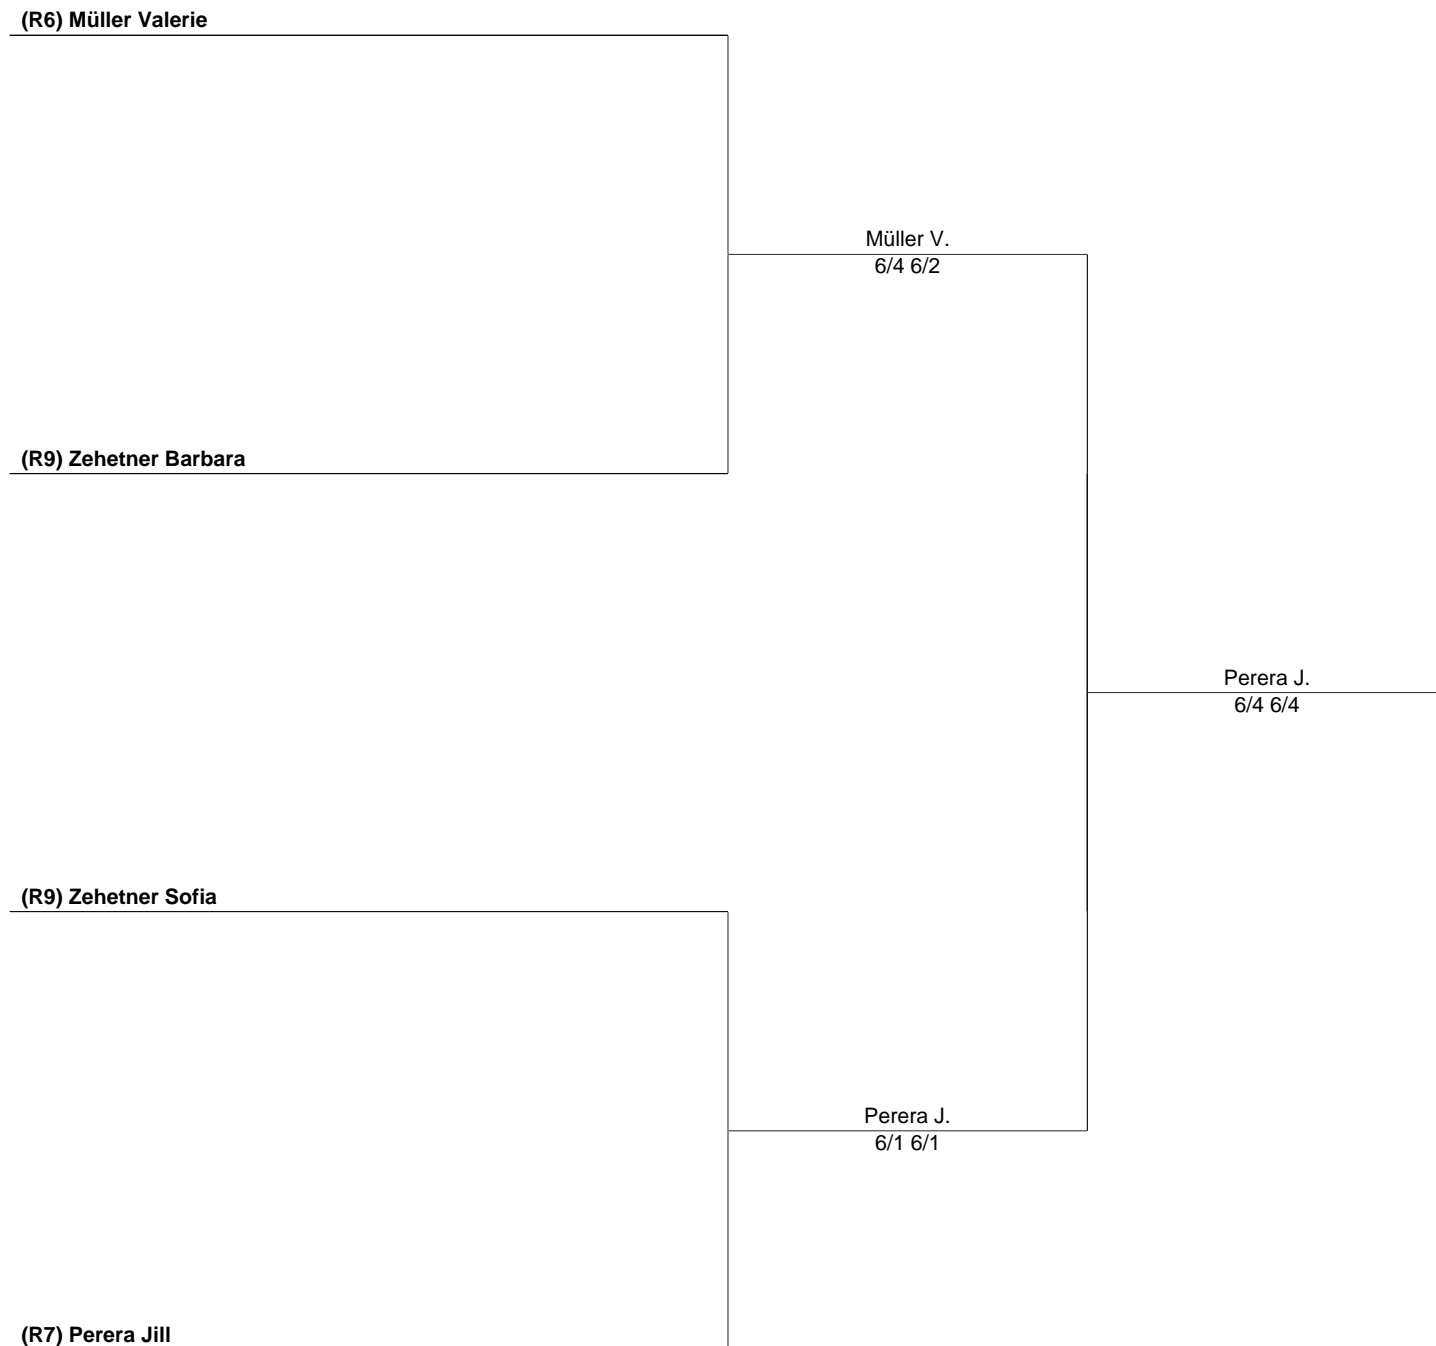 (R6) Müller Valerie
Müller V.
6/4 6/2
(R9) Zehetner Barbara
Perera J.
6/4 6/4
(R9) Zehetner Sofia
Perera J.
6/1 6/1
(R7) Perera Jill